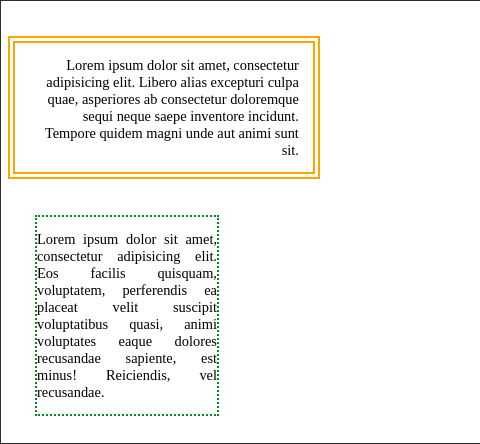 Lorem ipsum dolor sit amet, consectetur
adipisicing elit. Libero alias excepturi culpa
quae, asperiores ab consectetur doloremque
sequi neque saepe inventore incidunt.
Tempore quidem magni unde aut animi sunt
sit.
Lorem ipsum dolor sit amet,
consectetur adipisicing elit.
Eos facilis quisquam,
voluptatem, perferendis ea
placeat velit suscipit
voluptatibus quasi, animi
voluptates eaque dolores
recusandae sapiente, est
minus! Reiciendis, vel
recusandae.